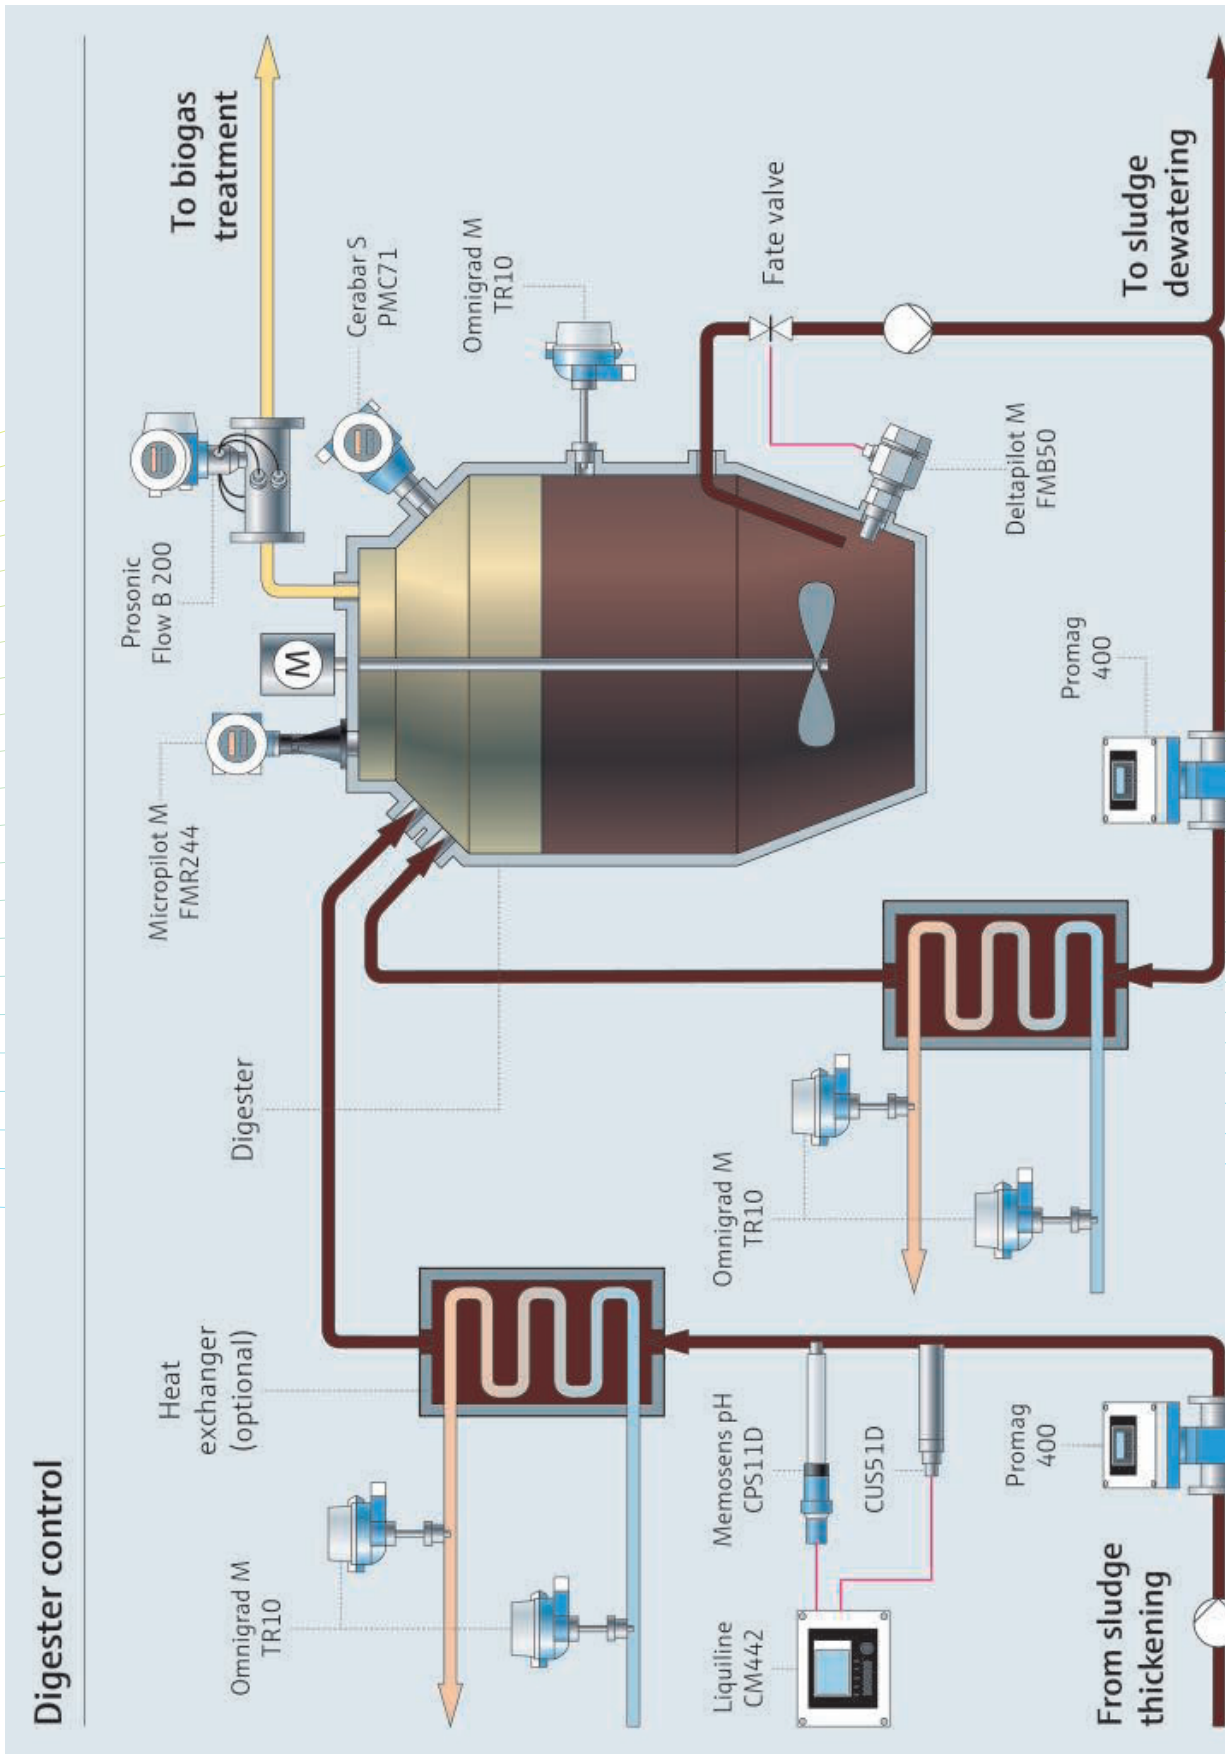 Digester control
Omnigrad M
TR10
Heat
exchanger
(optional)
Digester
Micropilot M
FMR244
M
Prosonic
Flow B 200
Cerabar S
PMC71
To biogas
treatment
Omnigrad M
TR10
Fate valve
Deltapilot M
FMB50
Liquiline
CM442
Memosens pH
CPS11D
CUS51D
Omnigrad M
TR10
Promag
400
Promag
400
From sludge
thickening
To sludge
dewatering